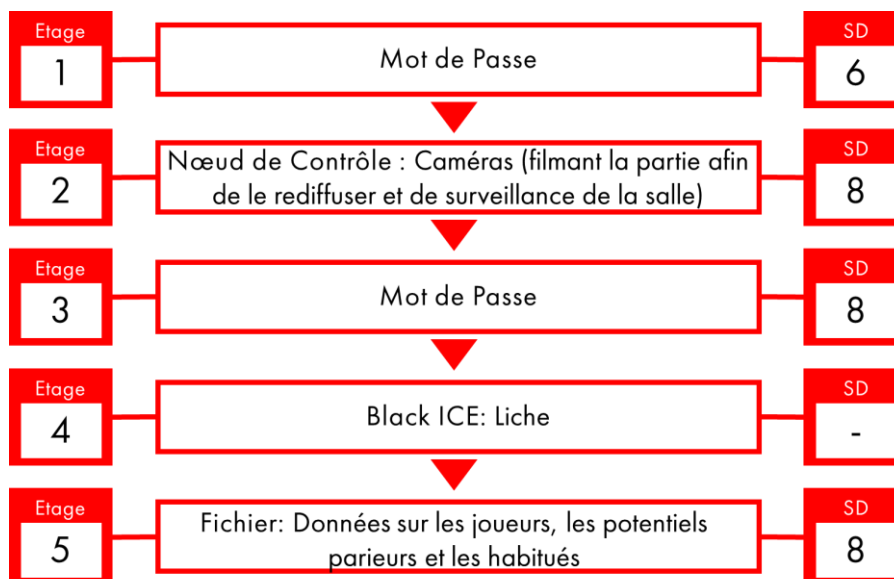 Etage
1
Mot de Passe
SD
6
Etage
2
Nœud de Contrôle : Caméras (filmant la partie afin
de le rediffuser et de surveillance de la salle)
SD
8
Etage
3
Mot de Passe
SD
8
Etage
4
Black ICE: Liche
SD
-
Etage
5
Fichier: Données sur les joueurs, les potentiels
parieurs et les habitués
SD
8